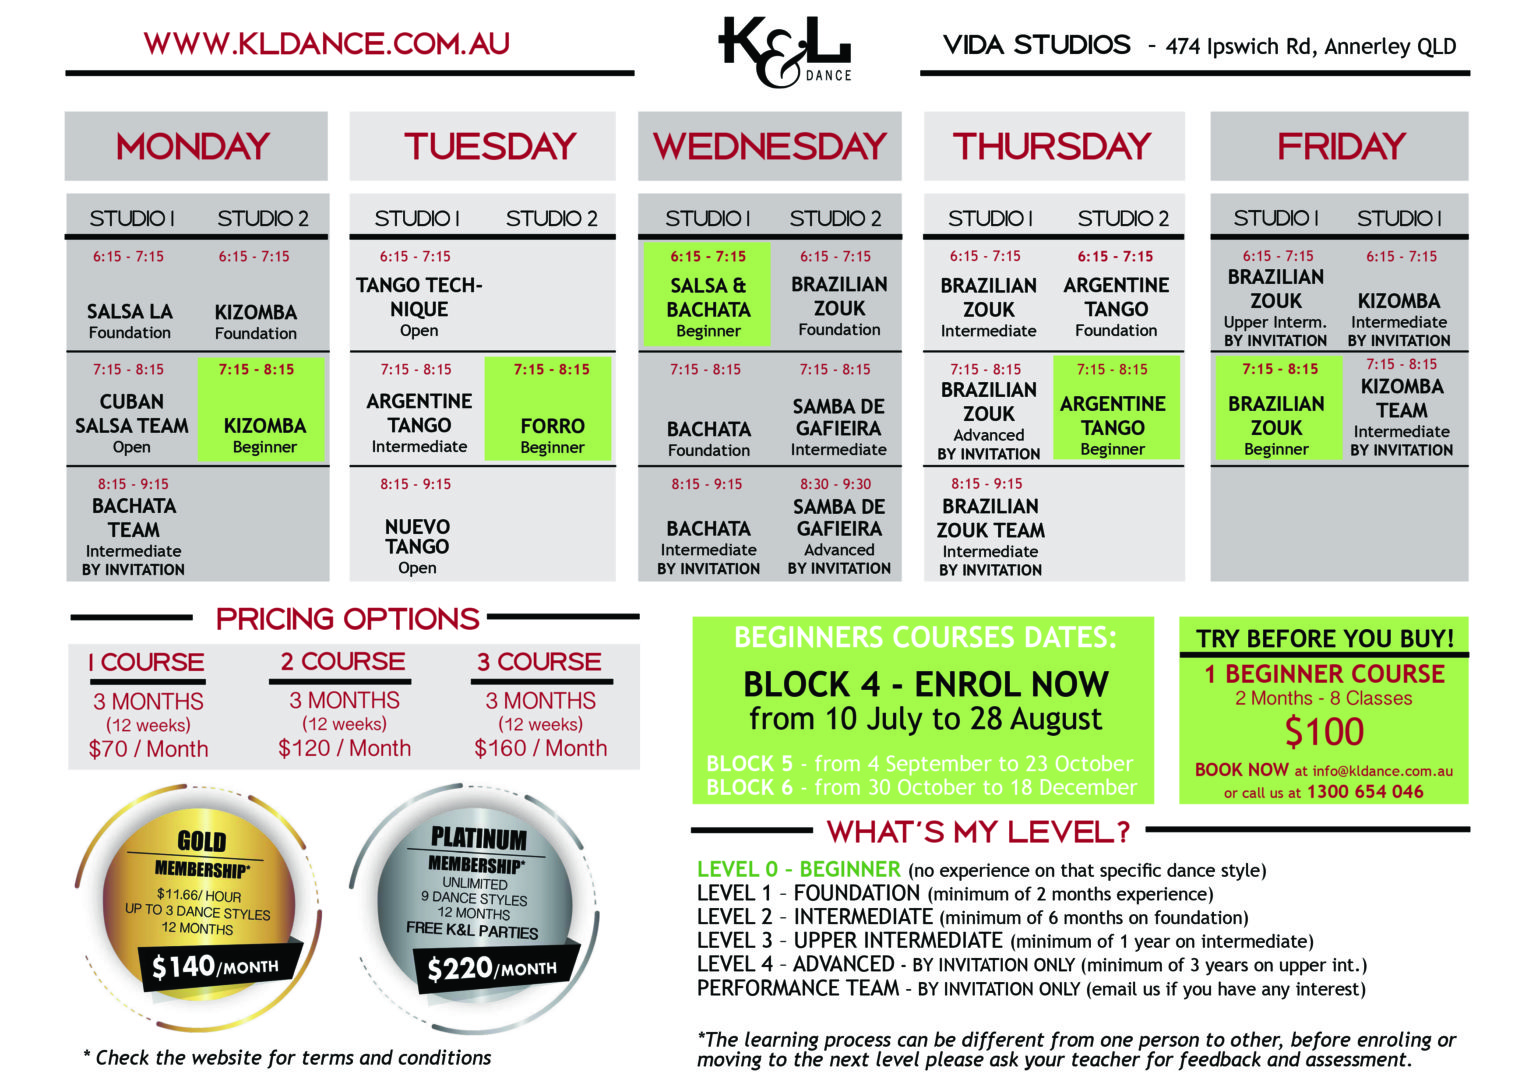 WWW.KLDANCE.COM.AU
K&L
DANCE
VIDA STUDIOS - 474 Ipswich Rd, Annerley QLD
MONDAY
STUDIO 1 STUDIO 2
6:15 - 7:15
SALSA LA
Foundation
6:15 - 7:15
KIZOMBA
Foundation
7:15 - 8:15
CUBAN
SALSA TEAM
Open
7:15 - 8:15
KIZOMBA
Beginner
8:15 - 9:15
BACHATA
TEAM
Intermediate
BY INVITATION
TUESDAY
STUDIO 1 STUDIO 2
6:15 - 7:15
TANGO TECH-
NIQUE
Open
7:15 - 8:15
ARGENTINE
TANGO
Intermediate
7:15 - 8:15
FORRO
Beginner
8:15 - 9:15
NUEVO
TANGO
Open
WEDNESDAY
STUDIO 1 STUDIO 2
6:15 - 7:15
SALSA &
BACHATA
Beginner
6:15 - 7:15
BRAZILIAN
ZOUK
Foundation
7:15 - 8:15
BACHATA
Foundation
7:15 - 8:15
SAMBA DE
GAFIEIRA
Intermediate
8:15 - 9:15
BACHATA
Intermediate
BY INVITATION
8:30 - 9:30
SAMBA DE
GAFIEIRA
Advanced
BY INVITATION
THURSDAY
STUDIO 1 STUDIO 2
6:15 - 7:15
BRAZILIAN
ZOUK
Intermediate
6:15 - 7:15
ARGENTINE
TANGO
Foundation
7:15 - 8:15
BRAZILIAN
ZOUK
Advanced
BY INVITATION
7:15 - 8:15
ARGENTINE
TANGO
Beginner
8:15 - 9:15
BRAZILIAN
ZOUK TEAM
Intermediate
BY INVITATION
FRIDAY
STUDIO 1 STUDIO 1
6:15 - 7:15
BRAZILIAN
ZOUK
Upper Interm.
BY INVITATION
6:15 - 7:15
KIZOMBA
Intermediate
BY INVITATION
7:15 - 8:15
BRAZILIAN
ZOUK
Beginner
7:15 - 8:15
KIZOMBA
TEAM
Intermediate
BY INVITATION
PRICING OPTIONS
1 COURSE
3 MONTHS
(12 weeks)
$70 / Month
2 COURSE
3 MONTHS
(12 weeks)
$120 / Month
3 COURSE
3 MONTHS
(12 weeks)
$160 / Month
GOLD
MEMBERSHIP*
$11.66/ HOUR
UP TO 3 DANCE STYLES
12 MONTHS
$140/MONTH
PLATINUM
MEMBERSHIP*
UNLIMITED
9 DANCE STYLES
12 MONTHS
FREE K&L PARTIES
$220/MONTH
* Check the website for terms and conditions
BEGINNERS COURSES DATES:
BLOCK 4 - ENROL NOW
from 10 July to 28 August
BLOCK 5 - from 4 September to 23 October
BLOCK 6 - from 30 October to 18 December
TRY BEFORE YOU BUY!
1 BEGINNER COURSE
2 Months - 8 Classes
$100
BOOK NOW at info@kldance.com.au
or call us at 1300 654 046
WHAT'S MY LEVEL?
LEVEL 0 - BEGINNER (no experience on that specific dance style)
LEVEL 1 - FOUNDATION (minimum of 2 months experience)
LEVEL 2 - INTERMEDIATE (minimum of 6 months on foundation)
LEVEL 3 - UPPER INTERMEDIATE (minimum of 1 year on intermediate)
LEVEL 4 - ADVANCED - BY INVITATION ONLY (minimum of 3 years on upper int.)
PERFORMANCE TEAM - BY INVITATION ONLY (email us if you have any interest)
*The learning process can be different from one person to other, before enroling or
moving to the next level please ask your teacher for feedback and assessment.